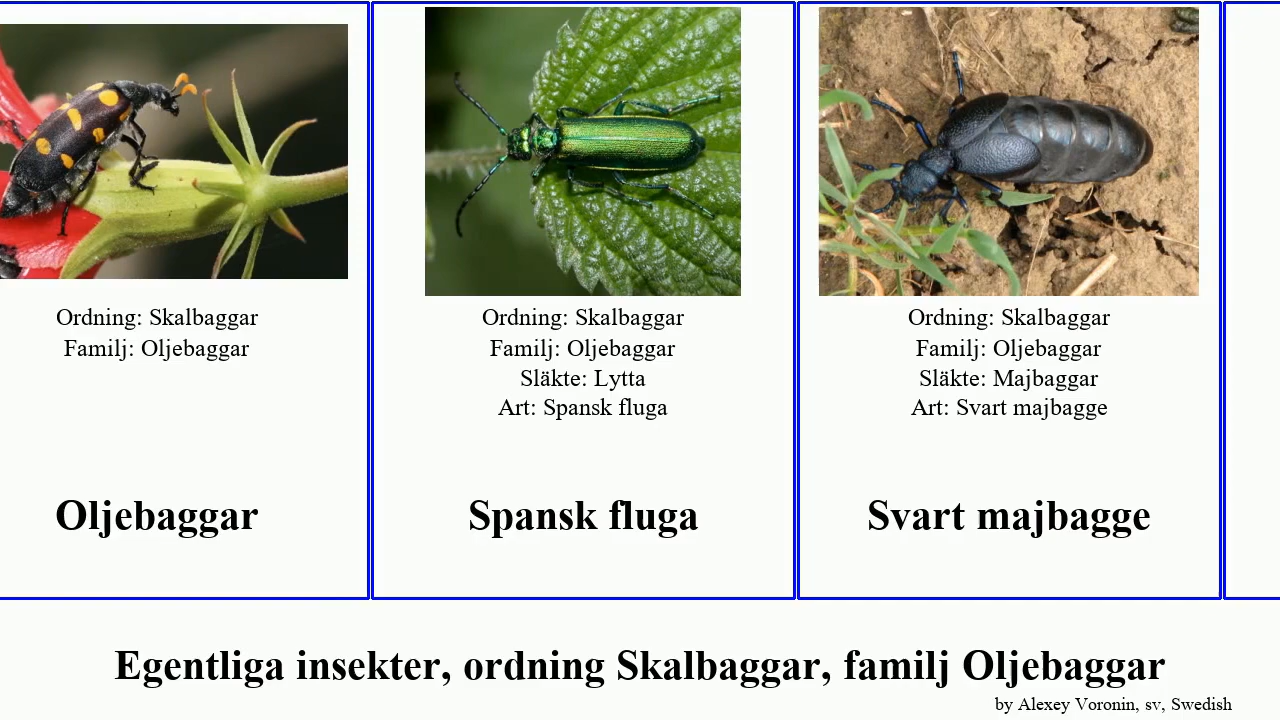 Ordning: Skalbaggar
Familj: Oljebaggar
Oljebaggar
Ordning: Skalbaggar
Familj: Oljebaggar
Släkte: Lytta
Art: Spansk fluga
Spansk fluga
Ordning: Skalbaggar
Familj: Oljebaggar
Släkte: Majbaggar
Art: Svart majbagge
Svart majbagge
Egentliga insekter, ordning Skalbaggar, familj Oljebaggar
by Alexey Voronin, sv, Swedish